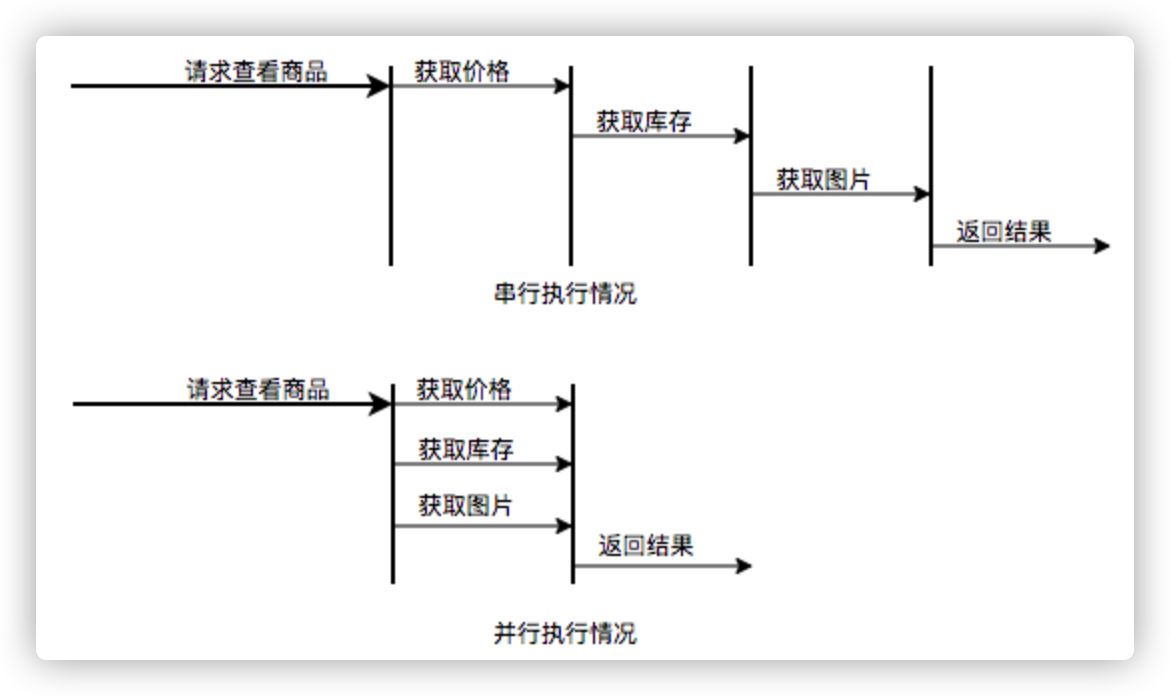 请求查看商品
获取价格
获取库存
获取图片
返回结果
串行执行情况
请求查看商品
获取价格
获取库存
获取图片
返回结果
并行执行情况